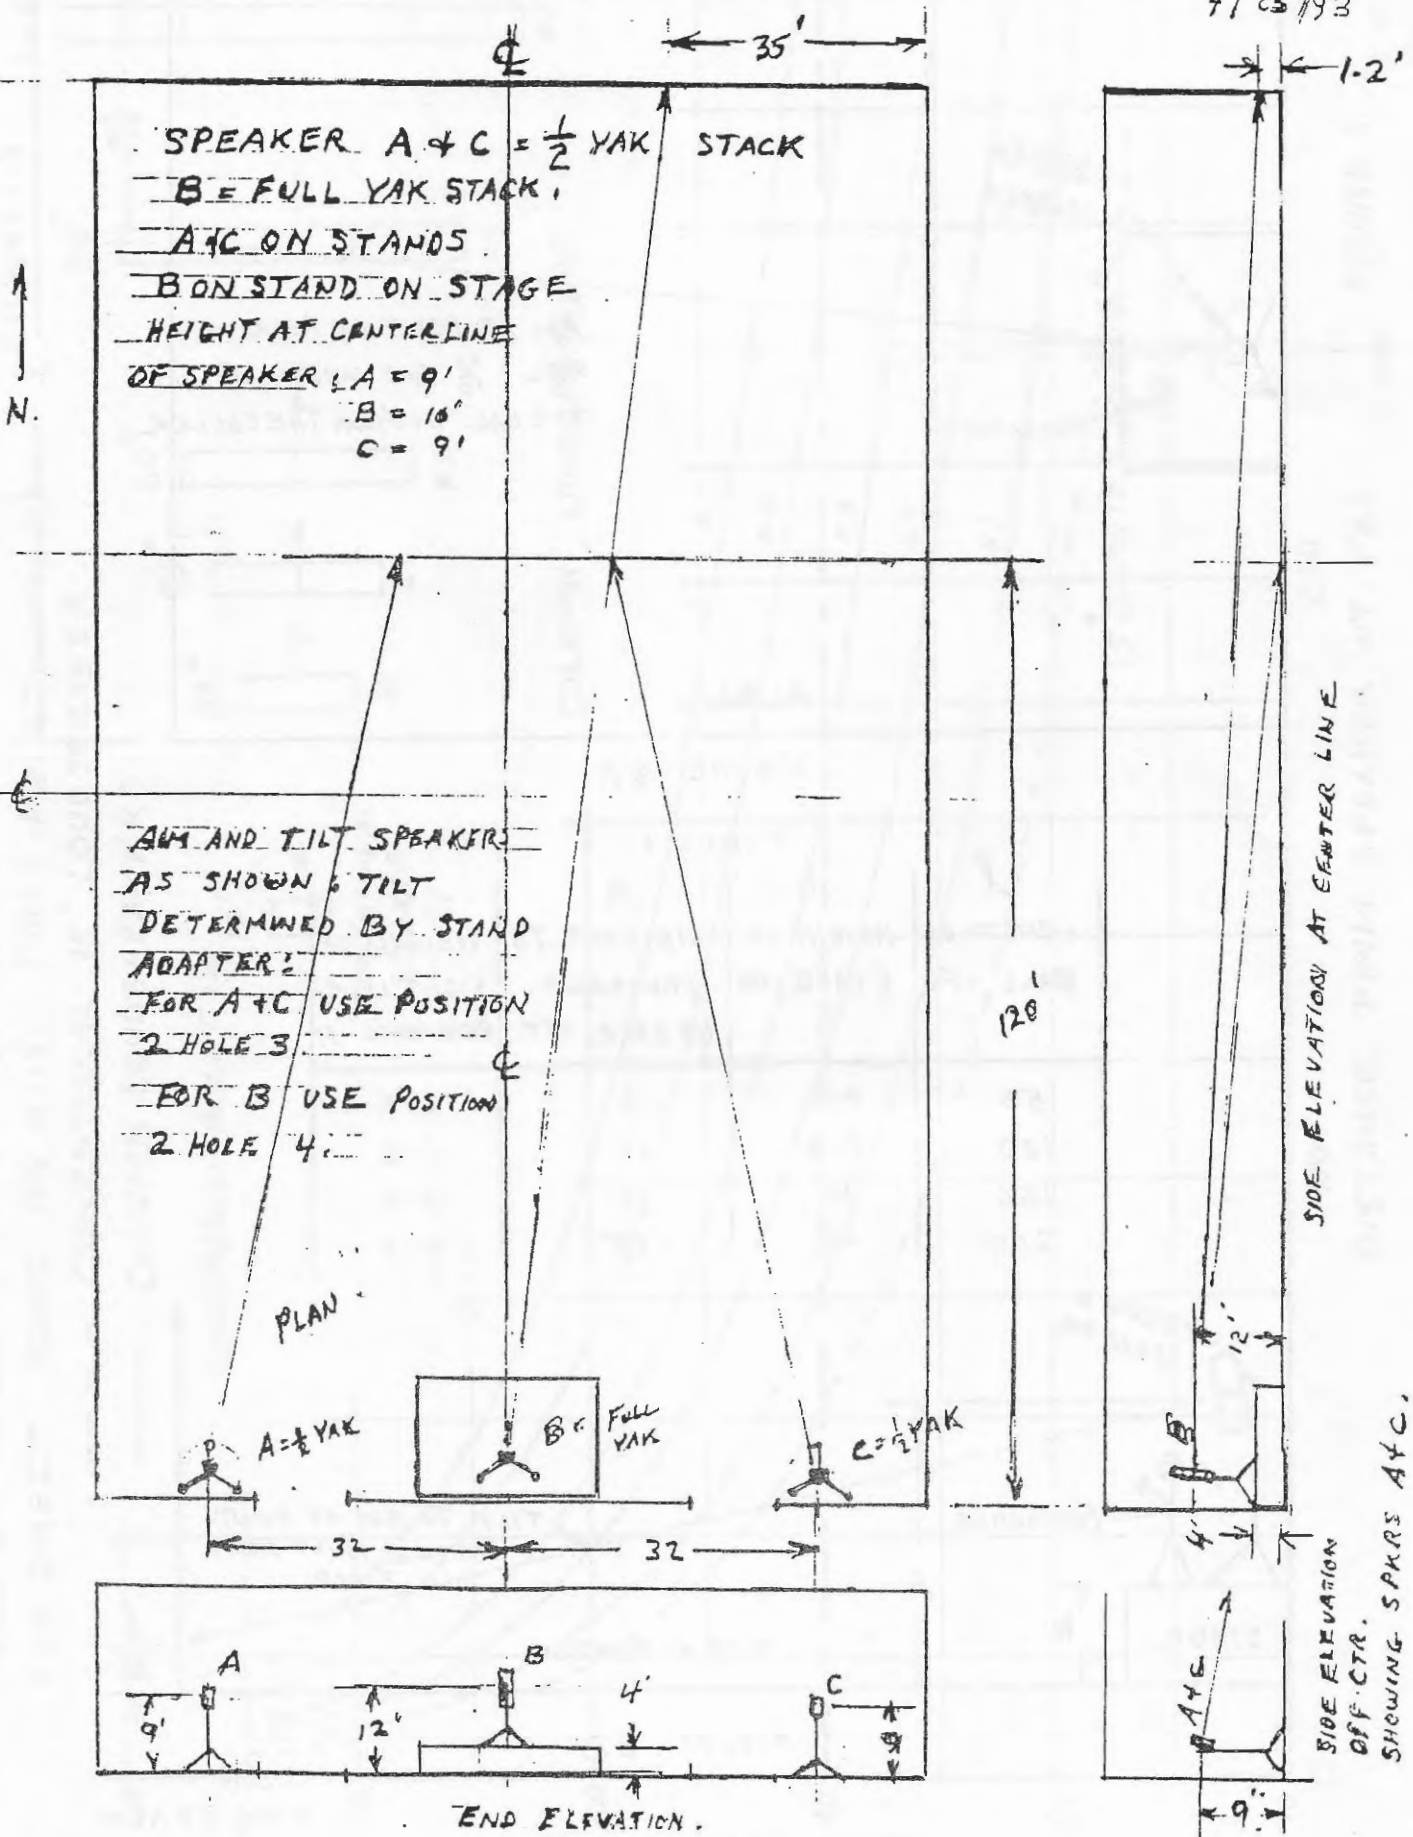 35'
1-2'
SPEAKER A & C = 1/2 YAK STACK
B = FULL YAK STACK.
A&C ON STANDS
B ON STAND ON STAGE
HEIGHT AT CENTERLINE
OF SPEAKER: A = 9'
B = 10"
C = 9'
N.
AIM AND TILT SPEAKERS
AS SHOWN: TILT
DETERMINED BY STAND
ADAPTER:
FOR A & C USE POSITION
2 HOLE 3
FOR B USE POSITION
2 HOLE 4.
120'
SIDE ELEVATION AT CENTER LINE
PLAN
A = 1/2 YAK
B = FULL
YAK
C = 1/2 YAK
12'
B
4'
32
32
A
B
C
9'
12'
4'
END ELEVATION.
A & C
9"
SIDE ELEVATION
OFF CTR.
SHOWING SPKRS A & C.